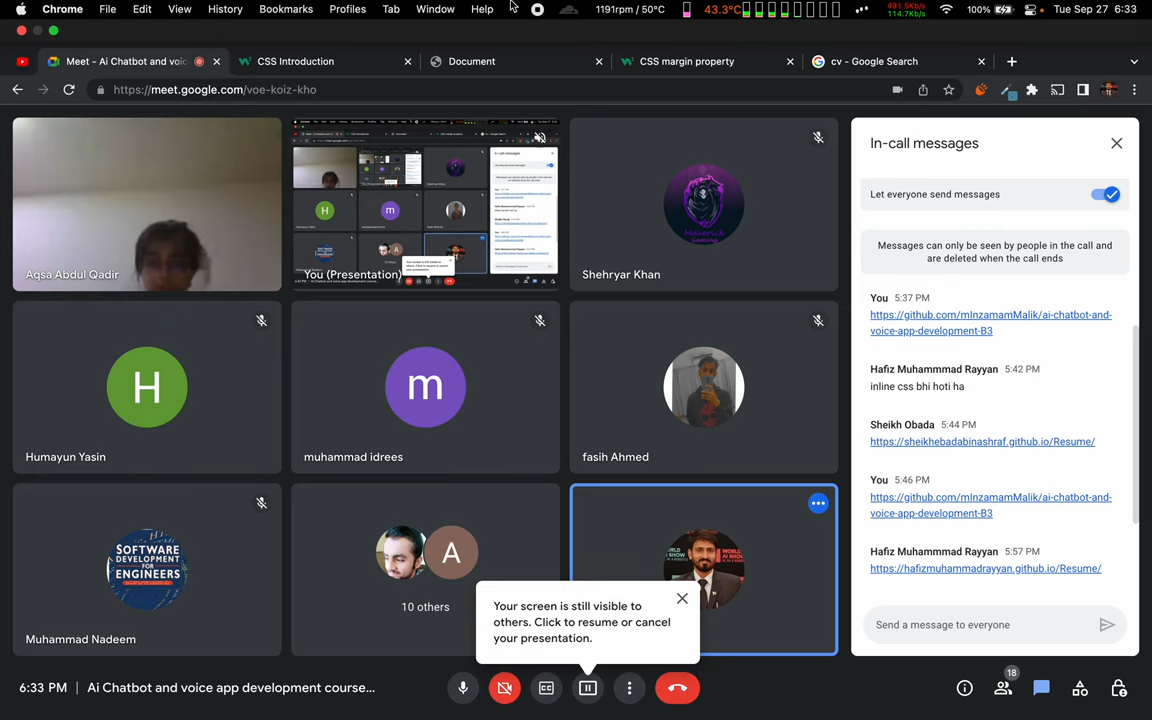 Chrome File Edit View History Bookmarks Profiles Tab Window Help 1191rpm / 50°C 43.3°C 491.5Kb/s 114.7Kb/s 100% Tue Sep 27 6:33
Meet - Ai Chatbot and voic
CSS Introduction
Document
CSS margin property
cv - Google Search
https://meet.google.com/voe-koiz-kho
Aqsa Abdul Qadir
You (Presentation)
Maverick
Gaming
Shehryar Khan
H
Humayun Yasin
m
muhammad idrees
fasih Ahmed
SOFTWARE
DEVELOPMENT
FOR
ENGINEERS
Muhammad Nadeem
A
10 others
Your screen is still visible to
others. Click to resume or cancel
your presentation.
In-call messages
Let everyone send messages
Messages can only be seen by people in the call and
are deleted when the call ends
You 5:37 PM
https://github.com/mInzamamMalik/ai-chatbot-and-
voice-app-development-B3
Hafiz Muhammmad Rayyan 5:42 PM
inline css bhi hoti ha
Sheikh Obada 5:44 PM
https://sheikhebadabinashraf.github.io/Resume/
You 5:46 PM
https://github.com/mInzamamMalik/ai-chatbot-and-
voice-app-development-B3
Hafiz Muhammmad Rayyan 5:57 PM
https://hafizmuhammadrayyan.github.io/Resume/
Send a message to everyone
6:33 PM | Ai Chatbot and voice app development course...
18